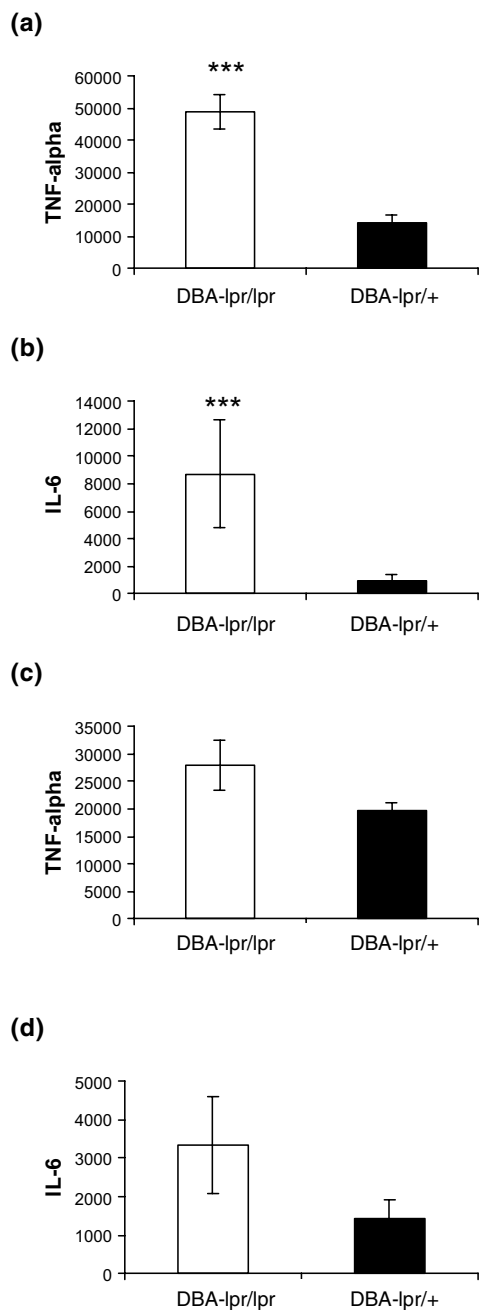 (a)
***
60000
50000
40000
30000
20000
10000
0
TNF-alpha
DBA-lpr/lpr DBA-lpr/+
(b)
***
14000
12000
10000
8000
6000
4000
2000
0
IL-6
DBA-lpr/lpr DBA-lpr/+
(c)
35000
30000
25000
20000
15000
10000
5000
0
TNF-alpha
DBA-lpr/lpr DBA-lpr/+
(d)
5000
4000
3000
2000
1000
0
IL-6
DBA-lpr/lpr DBA-lpr/+